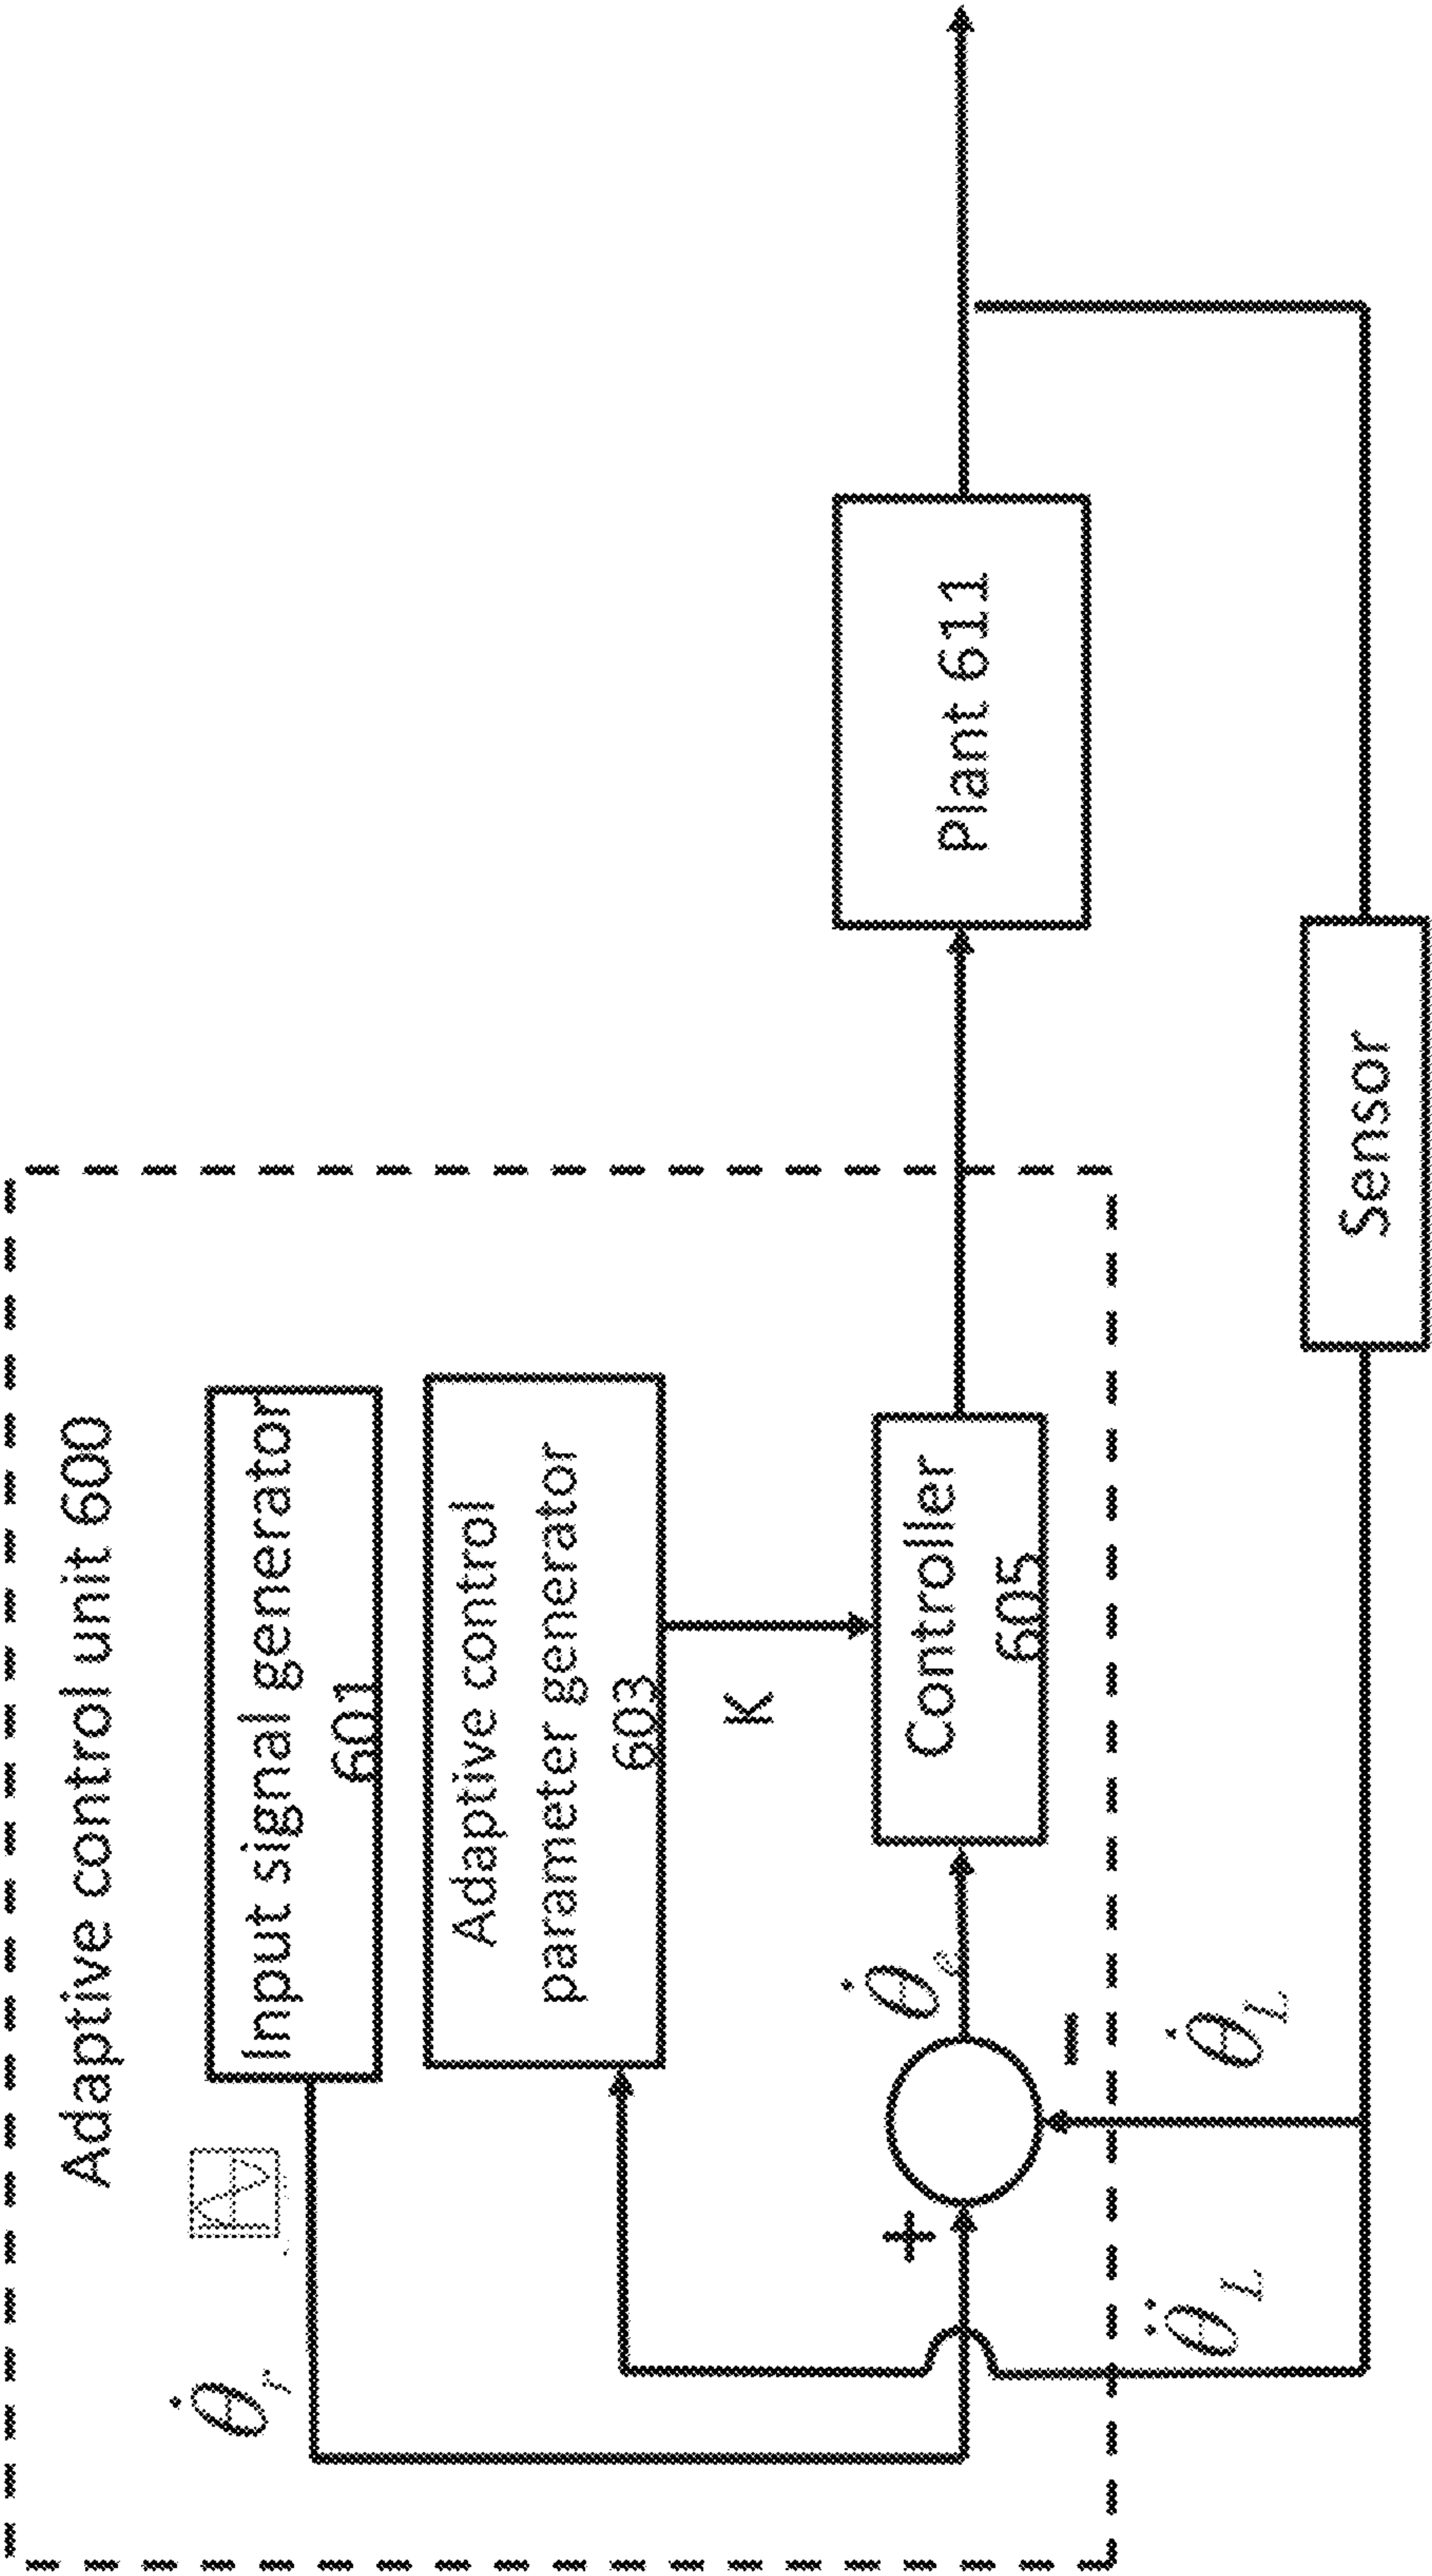 Adaptive control unit 600
Input signal generator
601
θ̇r
Adaptive control
parameter generator
603
K
Controller
605
+
θ̇e
−
θ̇L
θ̈L
Plant 611
Sensor